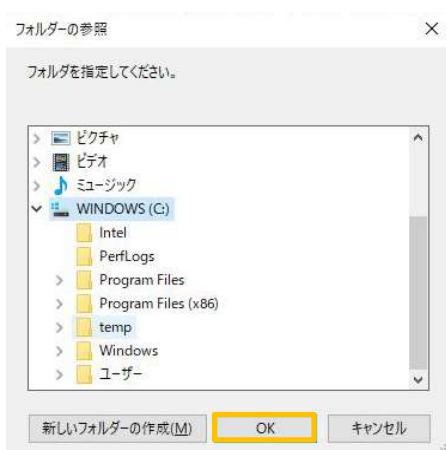 フォルダーの参照
フォルダを指定してください。
ピクチャ
ビデオ
ミュージック
WINDOWS (C:)
Intel
PerfLogs
Program Files
Program Files (x86)
temp
Windows
ユーザー
新しいフォルダーの作成(M) OK キャンセル